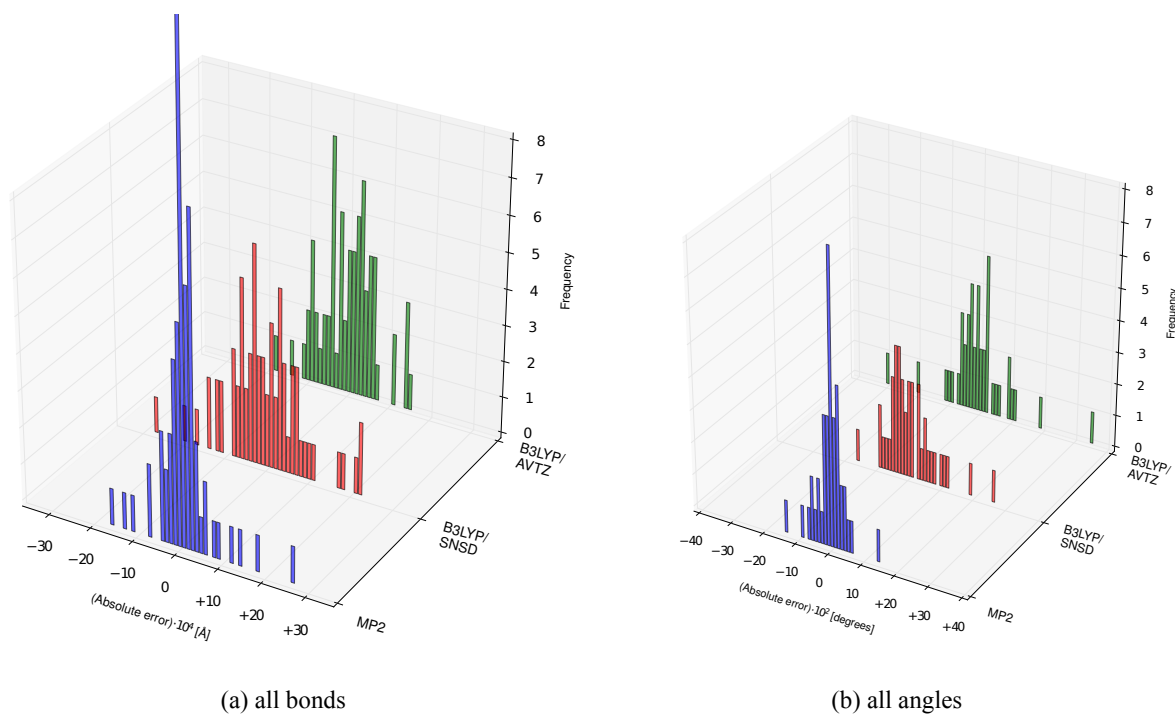 8
7
6
5
4
3
2
1
0
Frequency
B3LYP/
AVTZ
B3LYP/
SNSD
MP2
−30
−20
−10
0
+10
+20
+30
(Absolute error)·10⁴ [Å]
(a) all bonds
8
7
6
5
4
3
2
1
0
Frequency
B3LYP/
AVTZ
B3LYP/
SNSD
MP2
−40
−30
−20
−10
0
10
+20
+30
+40
(Absolute error)·10² [degrees]
(b) all angles